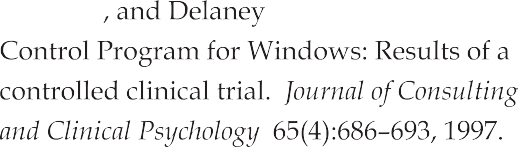 , and Delaney
Control Program for Windows: Results of a
controlled clinical trial. Journal of Consulting
and Clinical Psychology 65(4):686–693, 1997.